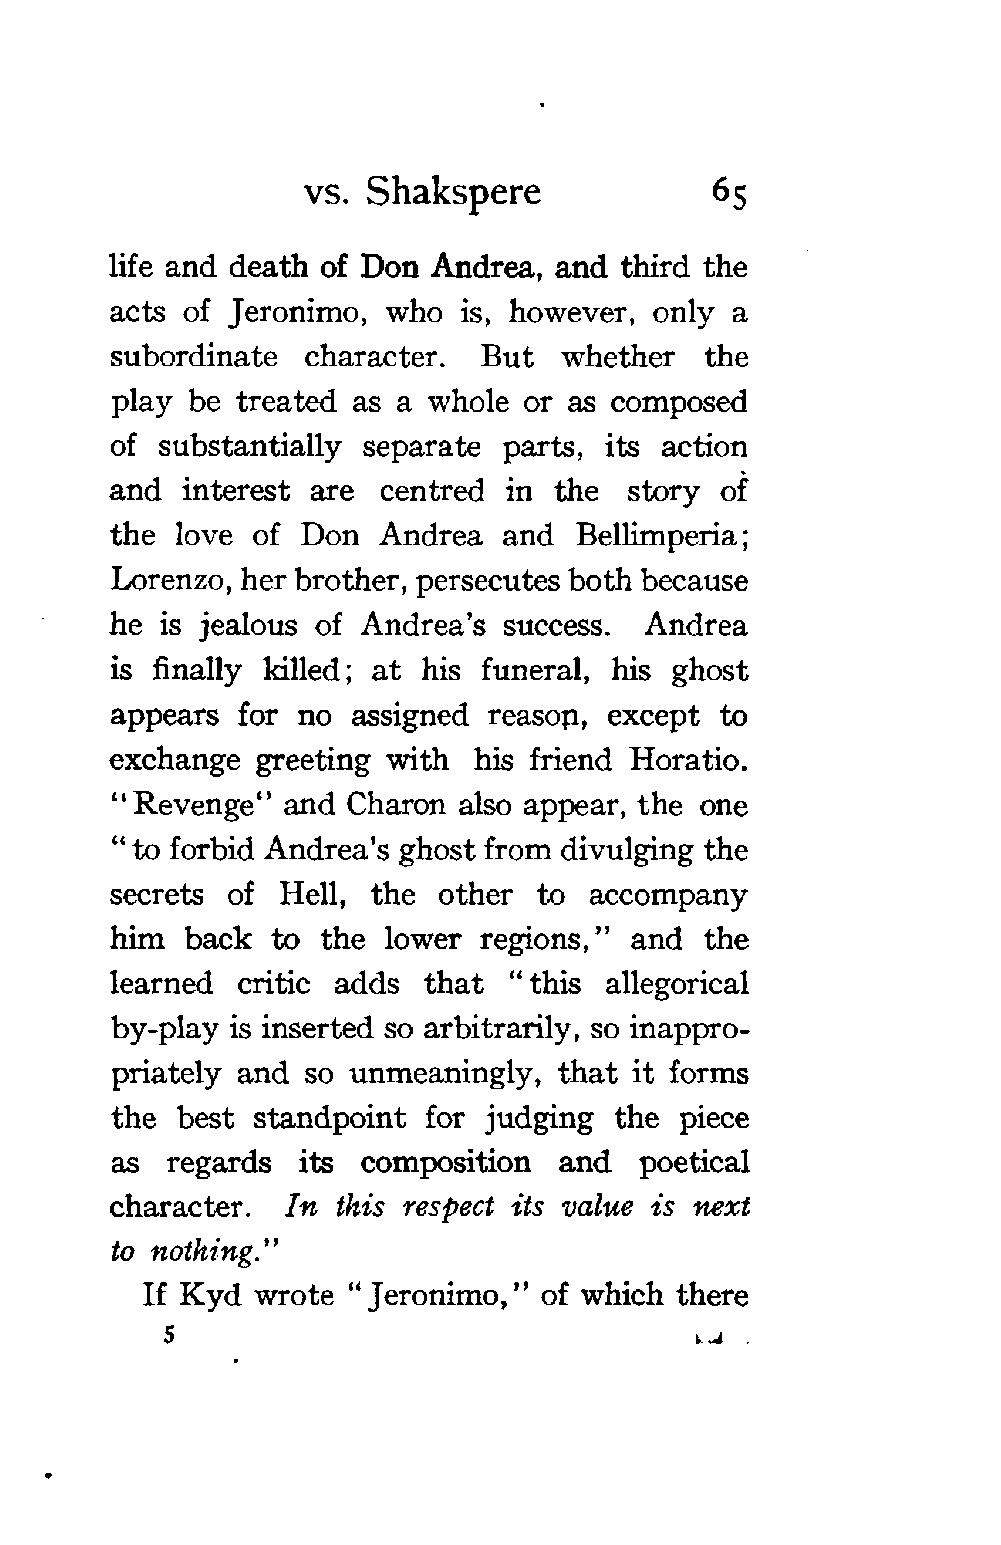 vs. Shakspere 65
life and death of Don Andrea, and third the
acts of Jeronimo, who is, however, only a
subordinate character. But whether the
play be treated as a whole or as composed
of substantially separate parts, its action
and interest are centred in the story of
the love of Don Andrea and Bellimperia;
Lorenzo, her brother, persecutes both because
he is jealous of Andrea's success. Andrea
is finally killed; at his funeral, his ghost
appears for no assigned reason, except to
exchange greeting with his friend Horatio.
"Revenge" and Charon also appear, the one
"to forbid Andrea's ghost from divulging the
secrets of Hell, the other to accompany
him back to the lower regions," and the
learned critic adds that "this allegorical
by-play is inserted so arbitrarily, so inappro-
priately and so unmeaningly, that it forms
the best standpoint for judging the piece
as regards its composition and poetical
character. In this respect its value is next
to nothing."
If Kyd wrote "Jeronimo," of which there
5